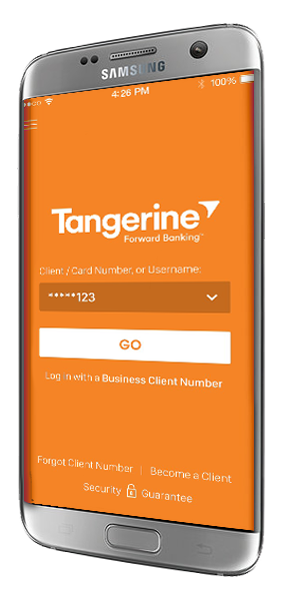 SAMSUNG
4:26 PM
100%
Tangerine
Forward Banking™
Client / Card Number, or Username:
*****123
GO
Log in with a Business Client Number
Forgot Client Number | Become a Client
Security Guarantee